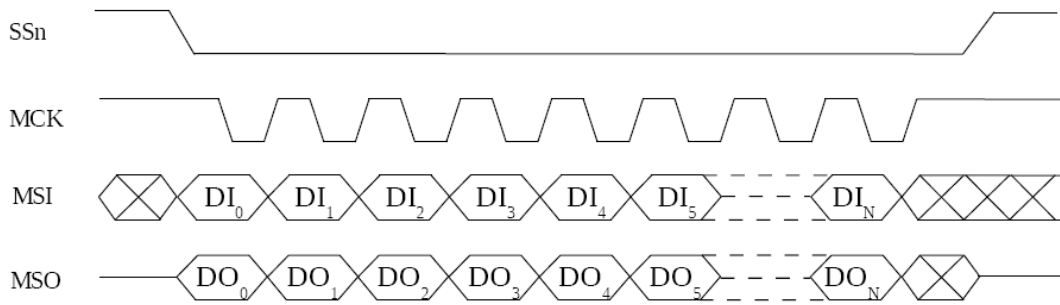 SSn
MCK
MSI DI0 DI1 DI2 DI3 DI4 DI5 DIN
MSO DO0 DO1 DO2 DO3 DO4 DO5 DON